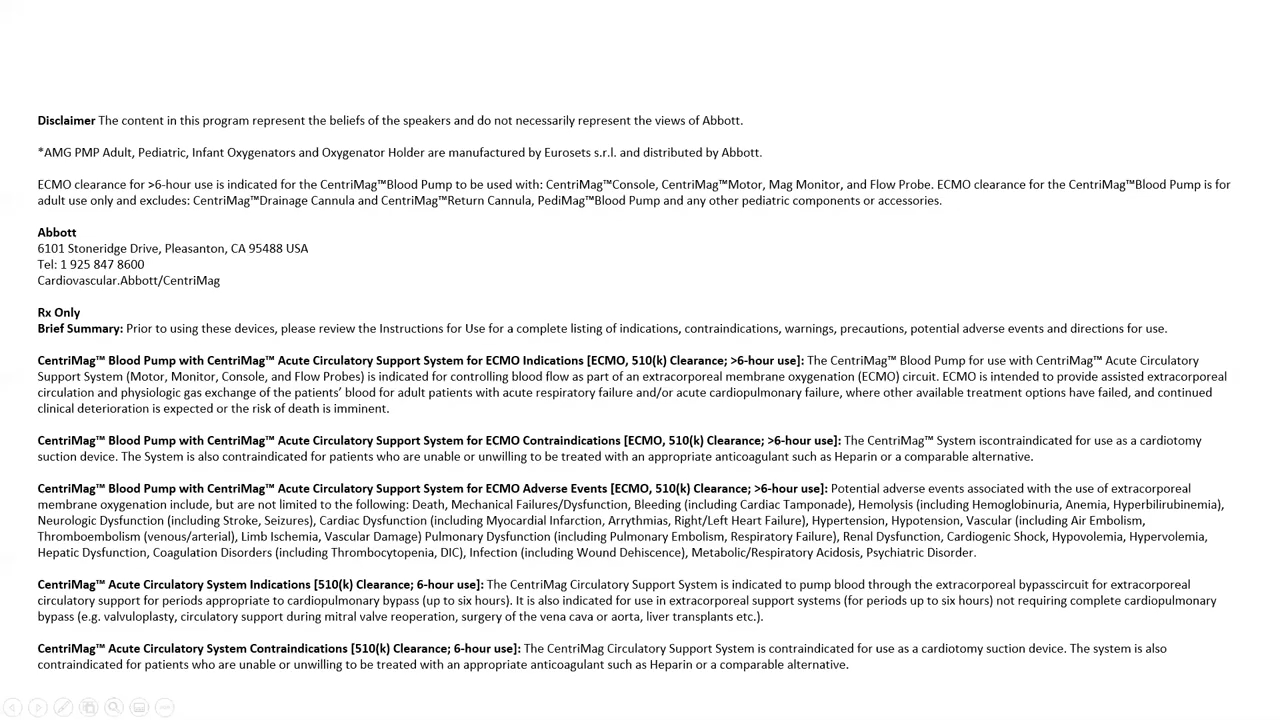 Disclaimer The content in this program represent the beliefs of the speakers and do not necessarily represent the views of Abbott.
*AMG PMP Adult, Pediatric, Infant Oxygenators and Oxygenator Holder are manufactured by Eurosets s.r.l. and distributed by Abbott.
ECMO clearance for >6-hour use is indicated for the CentriMag™Blood Pump to be used with: CentriMag™Console, CentriMag™Motor, Mag Monitor, and Flow Probe. ECMO clearance for the CentriMag™Blood Pump is for
adult use only and excludes: CentriMag™Drainage Cannula and CentriMag™Return Cannula, PediMag™Blood Pump and any other pediatric components or accessories.
Abbott
6101 Stoneridge Drive, Pleasanton, CA 95488 USA
Tel: 1 925 847 8600
Cardiovascular.Abbott/CentriMag
Rx Only
Brief Summary: Prior to using these devices, please review the Instructions for Use for a complete listing of indications, contraindications, warnings, precautions, potential adverse events and directions for use.
CentriMag™ Blood Pump with CentriMag™ Acute Circulatory Support System for ECMO Indications [ECMO, 510(k) Clearance; >6-hour use]: The CentriMag™ Blood Pump for use with CentriMag™ Acute Circulatory
Support System (Motor, Monitor, Console, and Flow Probes) is indicated for controlling blood flow as part of an extracorporeal membrane oxygenation (ECMO) circuit. ECMO is intended to provide assisted extracorporeal
circulation and physiologic gas exchange of the patients’ blood for adult patients with acute respiratory failure and/or acute cardiopulmonary failure, where other available treatment options have failed, and continued
clinical deterioration is expected or the risk of death is imminent.
CentriMag™ Blood Pump with CentriMag™ Acute Circulatory Support System for ECMO Contraindications [ECMO, 510(k) Clearance; >6-hour use]: The CentriMag™ System iscontraindicated for use as a cardiotomy
suction device. The System is also contraindicated for patients who are unable or unwilling to be treated with an appropriate anticoagulant such as Heparin or a comparable alternative.
CentriMag™ Blood Pump with CentriMag™ Acute Circulatory Support System for ECMO Adverse Events [ECMO, 510(k) Clearance; >6-hour use]: Potential adverse events associated with the use of extracorporeal
membrane oxygenation include, but are not limited to the following: Death, Mechanical Failures/Dysfunction, Bleeding (including Cardiac Tamponade), Hemolysis (including Hemoglobinuria, Anemia, Hyperbilirubinemia),
Neurologic Dysfunction (including Stroke, Seizures), Cardiac Dysfunction (including Myocardial Infarction, Arrythmias, Right/Left Heart Failure), Hypertension, Hypotension, Vascular (including Air Embolism,
Thromboembolism (venous/arterial), Limb Ischemia, Vascular Damage) Pulmonary Dysfunction (including Pulmonary Embolism, Respiratory Failure), Renal Dysfunction, Cardiogenic Shock, Hypovolemia, Hypervolemia,
Hepatic Dysfunction, Coagulation Disorders (including Thrombocytopenia, DIC), Infection (including Wound Dehiscence), Metabolic/Respiratory Acidosis, Psychiatric Disorder.
CentriMag™ Acute Circulatory System Indications [510(k) Clearance; 6-hour use]: The CentriMag Circulatory Support System is indicated to pump blood through the extracorporeal bypasscircuit for extracorporeal
circulatory support for periods appropriate to cardiopulmonary bypass (up to six hours). It is also indicated for use in extracorporeal support systems (for periods up to six hours) not requiring complete cardiopulmonary
bypass (e.g. valvuloplasty, circulatory support during mitral valve reoperation, surgery of the vena cava or aorta, liver transplants etc.).
CentriMag™ Acute Circulatory System Contraindications [510(k) Clearance; 6-hour use]: The CentriMag Circulatory Support System is contraindicated for use as a cardiotomy suction device. The system is also
contraindicated for patients who are unable or unwilling to be treated with an appropriate anticoagulant such as Heparin or a comparable alternative.